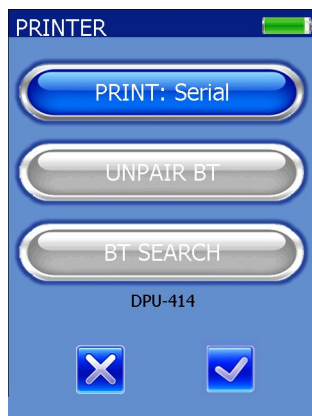 PRINTER
PRINT: Serial
UNPAIR BT
BT SEARCH
DPU-414